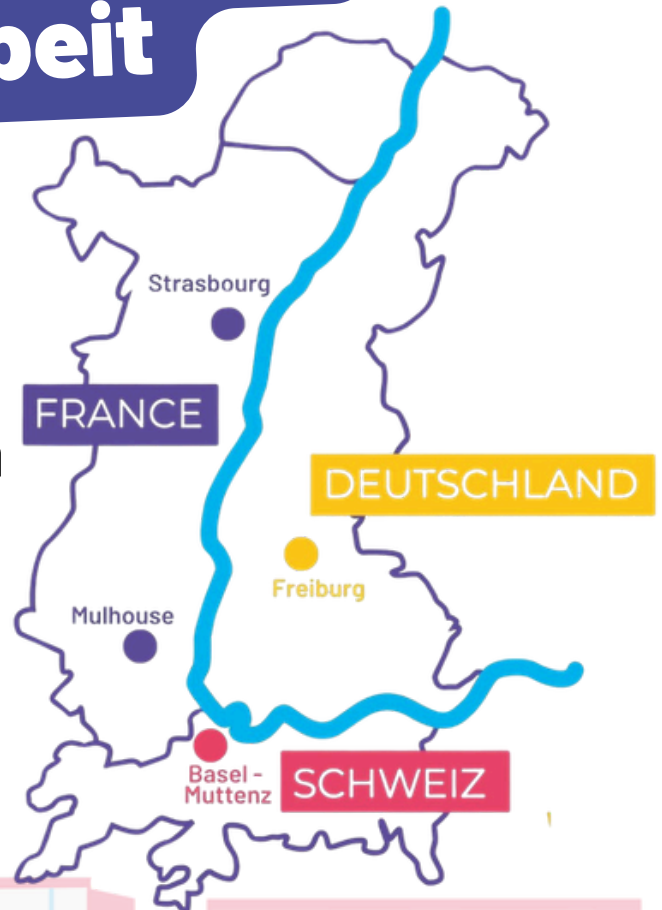 beit
Strasbourg
FRANCE
DEUTSCHLAND
Freiburg
Mulhouse
Basel -
Muttenz
SCHWEIZ